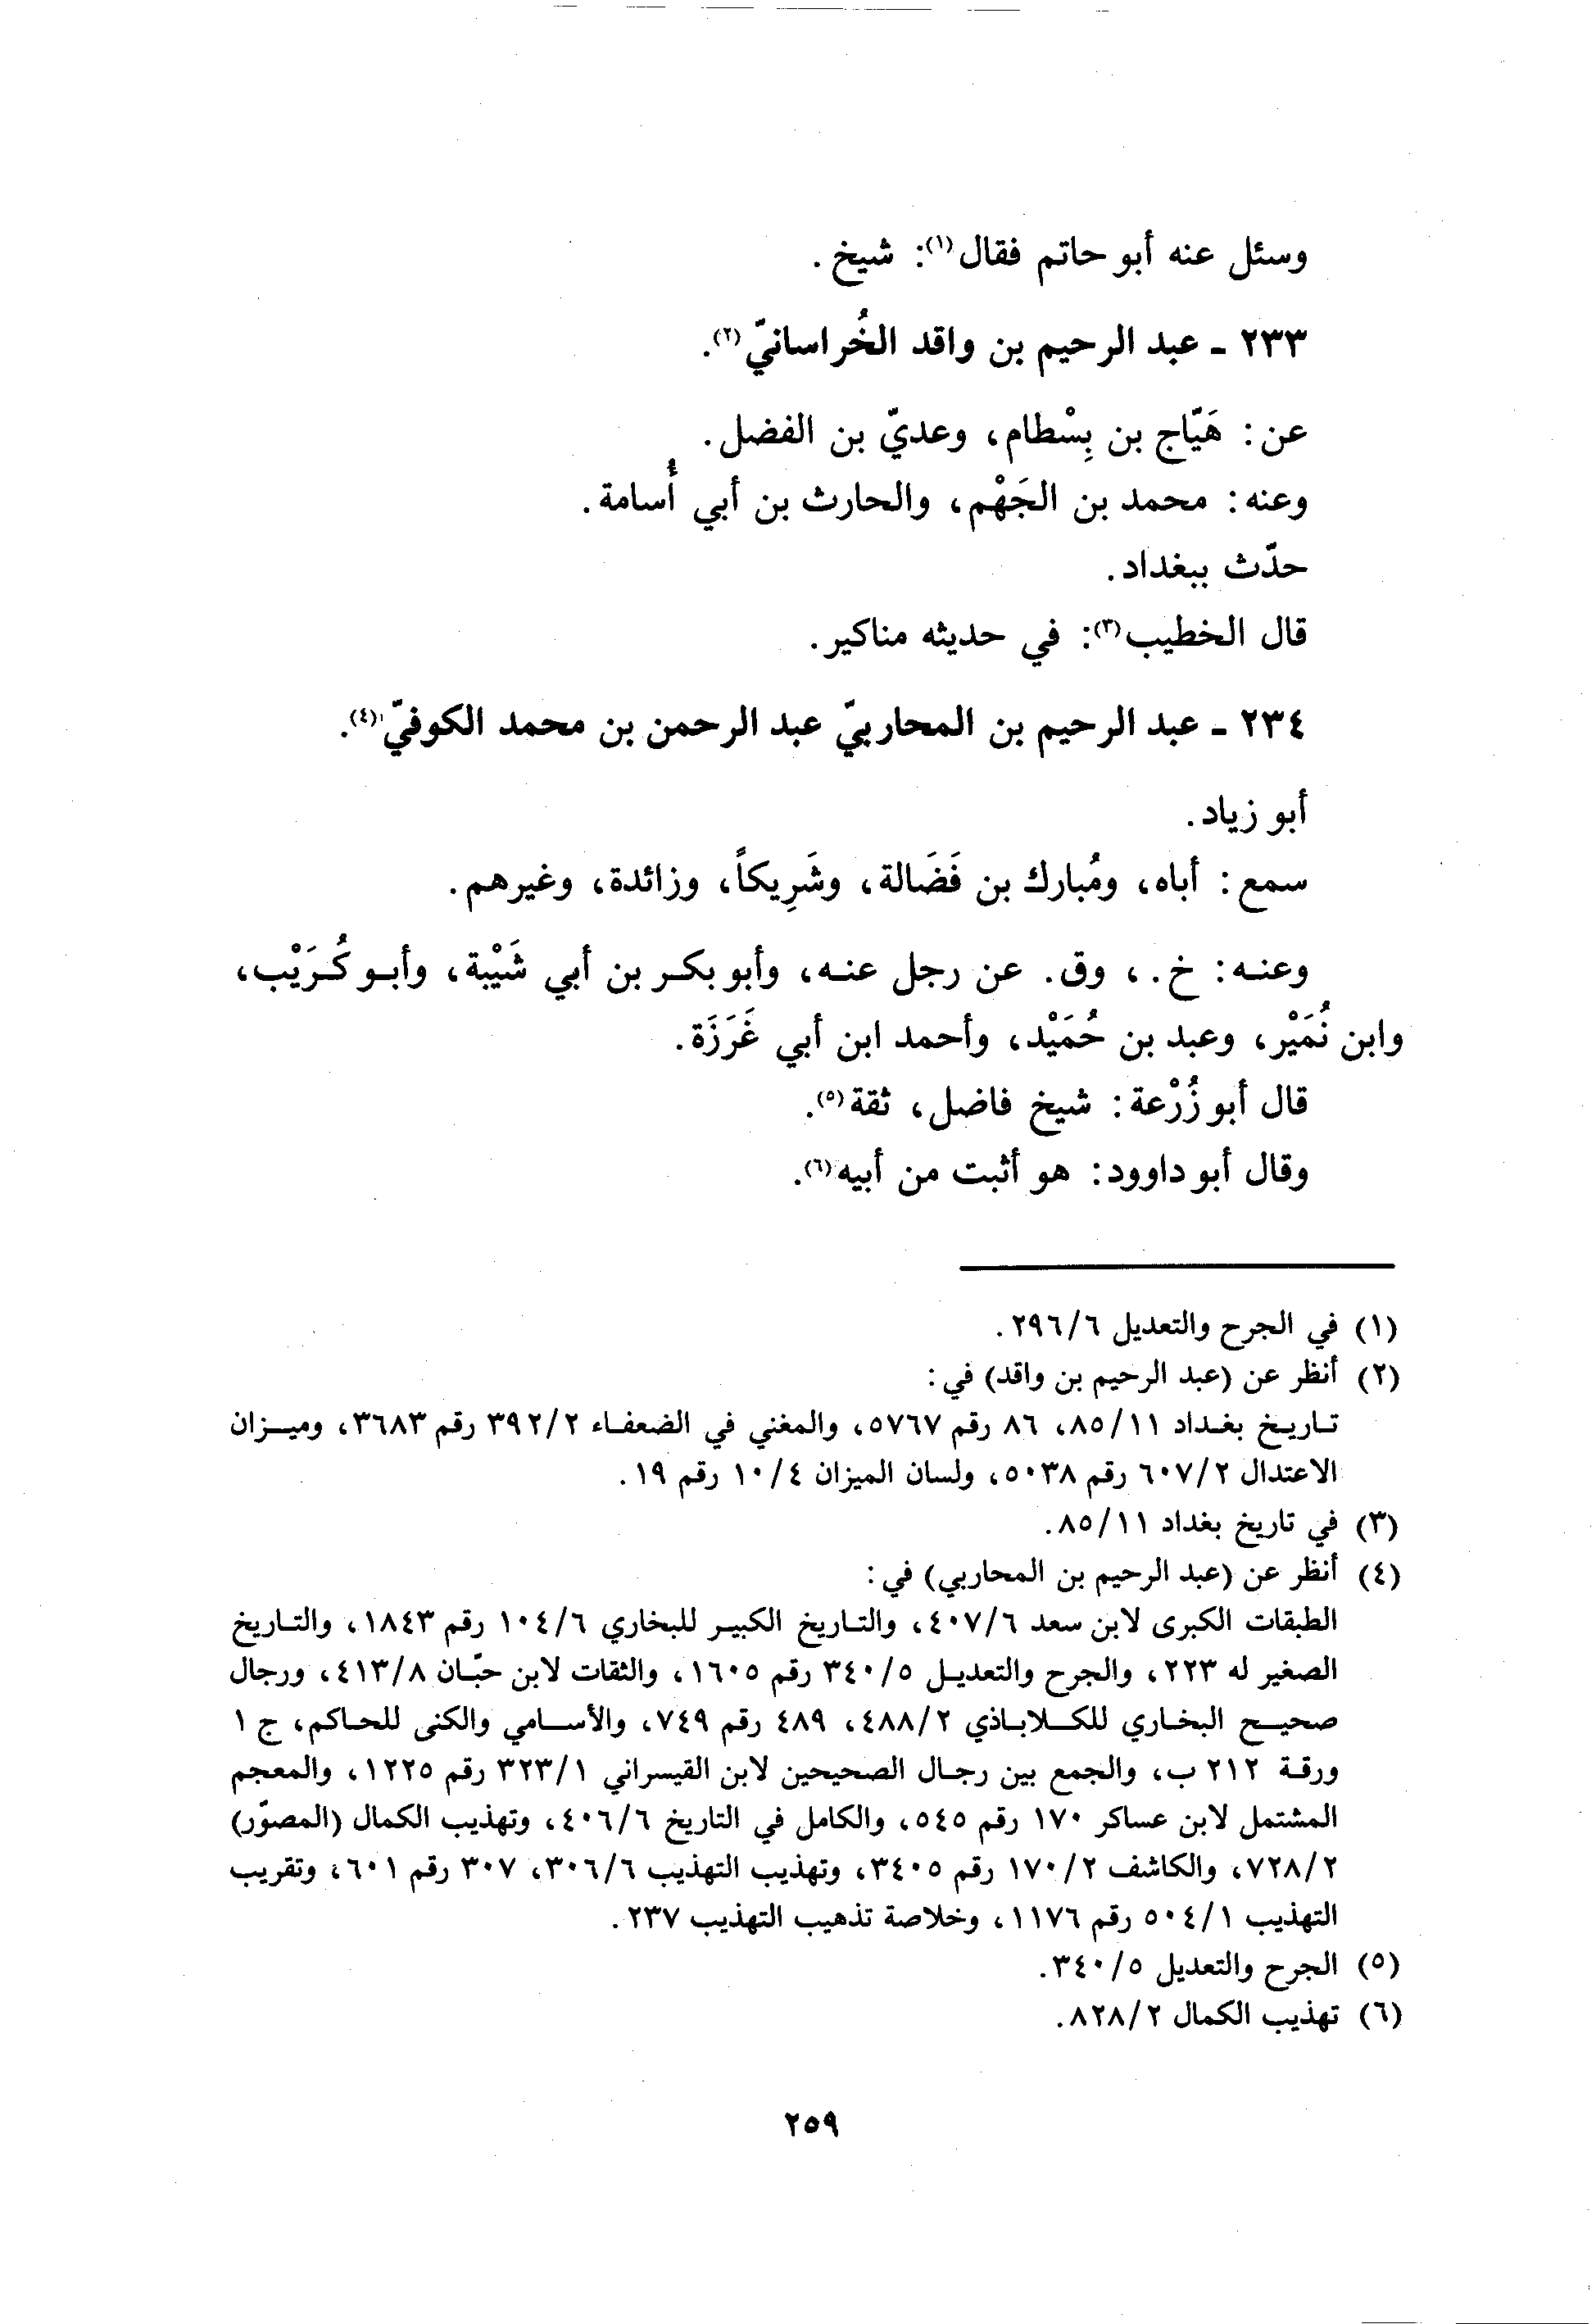 وسئل عنه أبو حاتم فقال(١): شيخ.
٢٣٣ ـ عبد الرحيم بن واقد الخُراسانيّ(٢).
عن: هَيّاج بن بِسْطام، وعديّ بن الفضل.
وعنه: محمد بن الجَهْم، والحارث بن أبي أُسامة.
حدّث ببغداد.
قال الخطيب(٣): في حديثه مناكير.
٢٣٤ ـ عبد الرحيم بن المحاربيّ عبد الرحمن بن محمد الكوفيّ(٤).
أبو زياد.
سمع: أباه، ومُبارك بن فَضَالة، وشَرِيكاً، وزائدة، وغيرهم.
وعنه: خ.، وق. عن رجل عنه، وأبو بكر بن أبي شَيْبة، وأبو كُرَيْب،
وابن نُمَيْر، وعبد بن حُمَيْد، وأحمد ابن أبي غَرَزَة.
قال أبو زُرْعة: شيخ فاضل، ثقة(٥).
وقال أبو داوود: هو أثبت من أبيه(٦).
(١) في الجرح والتعديل ٢٩٦/٦.
(٢) أنظر عن (عبد الرحيم بن واقد) في:
تاريخ بغداد ٨٥/١١، ٨٦ رقم ٥٧٦٧، والمغني في الضعفاء ٣٩٢/٢ رقم ٣٦٨٣، وميزان
الاعتدال ٦٠٧/٢ رقم ٥٠٣٨، ولسان الميزان ١٠/٤ رقم ١٩.
(٣) في تاريخ بغداد ٨٥/١١.
(٤) أنظر عن (عبد الرحيم بن المحاربي) في:
الطبقات الكبرى لابن سعد ٤٠٧/٦، والتاريخ الكبير للبخاري ١٠٤/٦ رقم ١٨٤٣، والتاريخ
الصغير له ٢٢٣، والجرح والتعديل ٣٤٠/٥ رقم ١٦٠٥، والثقات لابن حبّان ٤١٣/٨، ورجال
صحيح البخاري للكلاباذي ٤٨٨/٢، ٤٨٩ رقم ٧٤٩، والأسامي والكنى للحاكم، ج ١
ورقة ٢١٢ ب، والجمع بين رجال الصحيحين لابن القيسراني ٣٢٣/١ رقم ١٢٢٥، والمعجم
المشتمل لابن عساكر ١٧٠ رقم ٥٤٥، والكامل في التاريخ ٤٠٦/٦، وتهذيب الكمال (المصوّر)
٧٢٨/٢، والكاشف ١٧٠/٢ رقم ٣٤٠٥، وتهذيب التهذيب ٣٠٦/٦، ٣٠٧ رقم ٦٠١، وتقريب
التهذيب ٥٠٤/١ رقم ١١٧٦، وخلاصة تذهيب التهذيب ٢٣٧.
(٥) الجرح والتعديل ٣٤٠/٥.
(٦) تهذيب الكمال ٨٢٨/٢.
٢٥٩